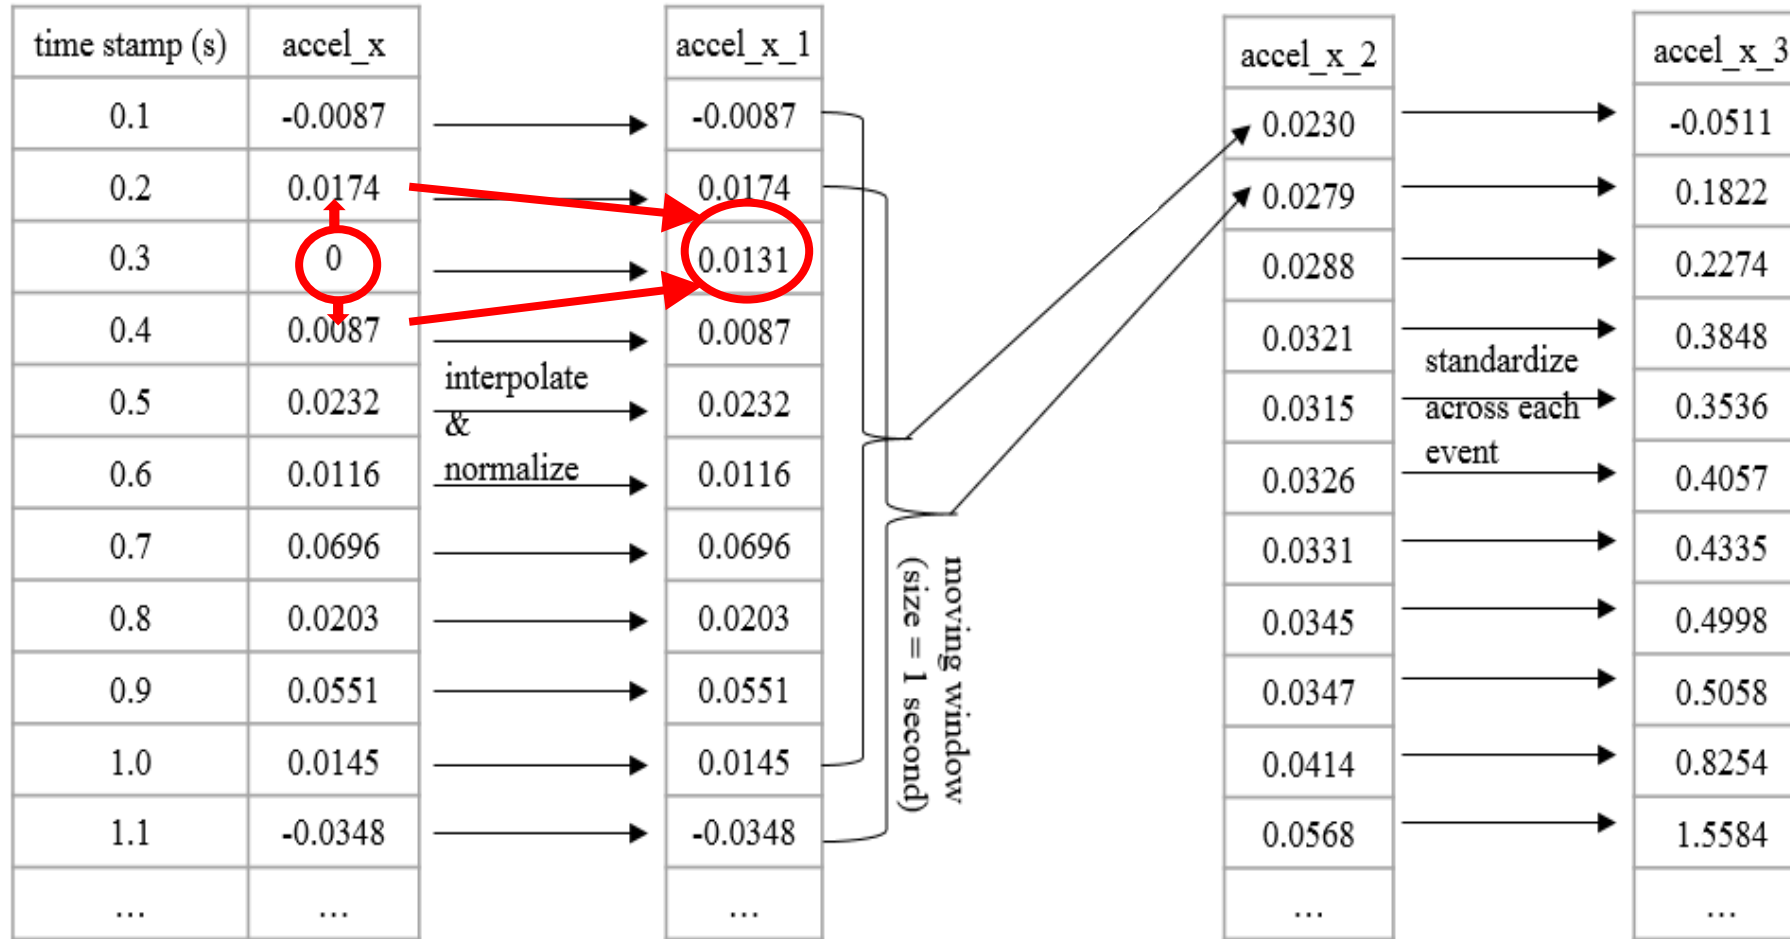 time stamp (s) accel_x accel_x_1 accel_x_2 accel_x_3
0.1 -0.0087 -0.0087 0.0230 -0.0511
0.2 0.0174 0.0174 0.0279 0.1822
0.3 0 0.0131 0.0288 0.2274
0.4 0.0087 0.0087 0.0321 0.3848
0.5 0.0232 0.0232 0.0315 0.3536
0.6 0.0116 0.0116 0.0326 0.4057
0.7 0.0696 0.0696 0.0331 0.4335
0.8 0.0203 0.0203 0.0345 0.4998
0.9 0.0551 0.0551 0.0347 0.5058
1.0 0.0145 0.0145 0.0414 0.8254
1.1 -0.0348 -0.0348 0.0568 1.5584
... ... ... ... ...
interpolate
&
normalize
moving window
(size = 1 second)
standardize
across each
event